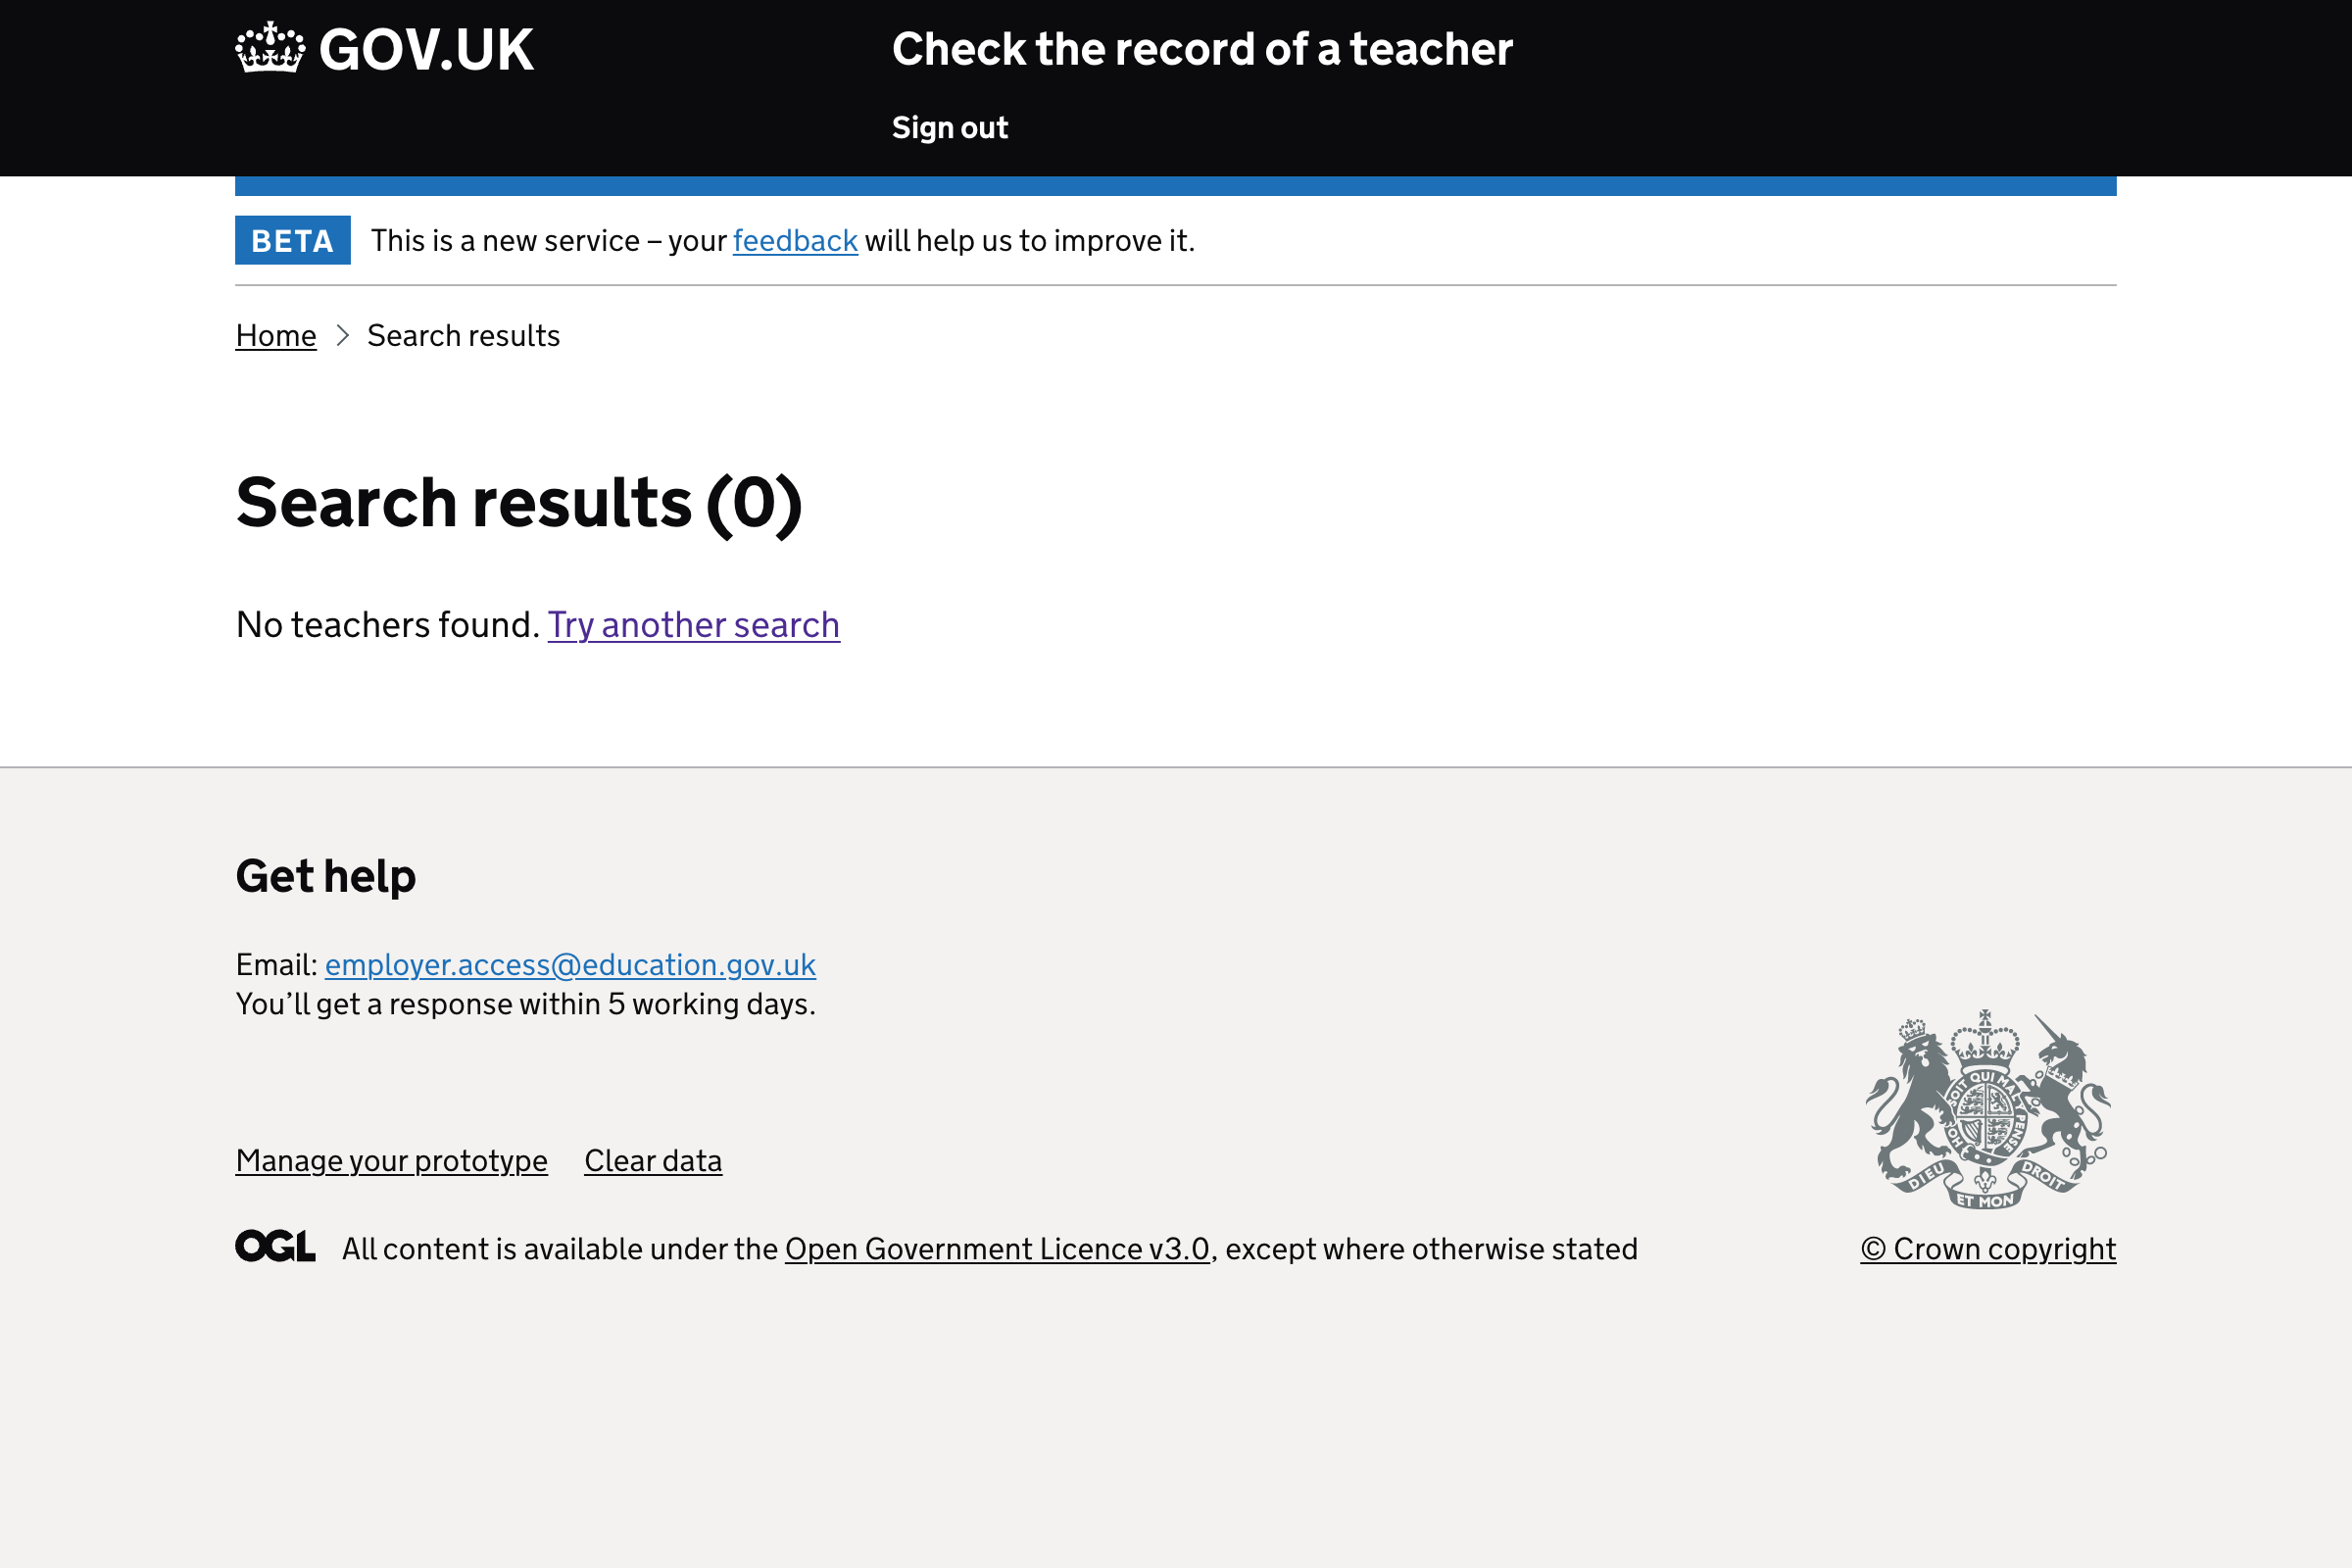 GOV.UK
Check the record of a teacher
Sign out
BETA
This is a new service – your feedback will help us to improve it.
Home
Search results
Search results (0)
No teachers found. Try another search
Get help
Email: employer.access@education.gov.uk
You’ll get a response within 5 working days.
Manage your prototype
Clear data
SOIT QUI MAL
PENSE
HO
DIEU
ET MON
DROIT
OGL
All content is available under the Open Government Licence v3.0, except where otherwise stated
© Crown copyright